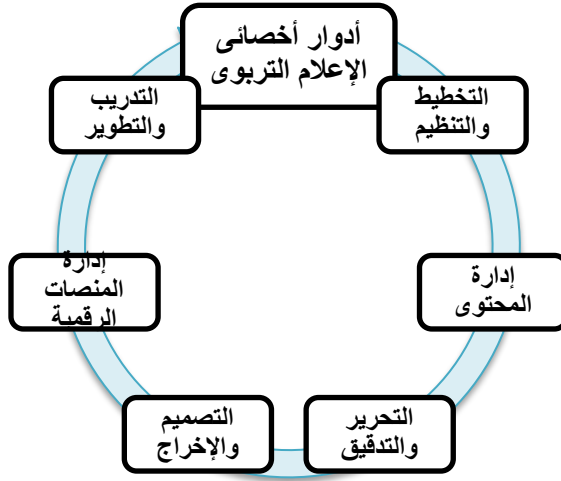 أدوار أخصائى
الإعلام التربوى
التخطيط
والتنظيم
إدارة
المحتوى
التحرير
والتدقيق
التصميم
والإخراج
إدارة
المنصات
الرقمية
التدريب
والتطوير